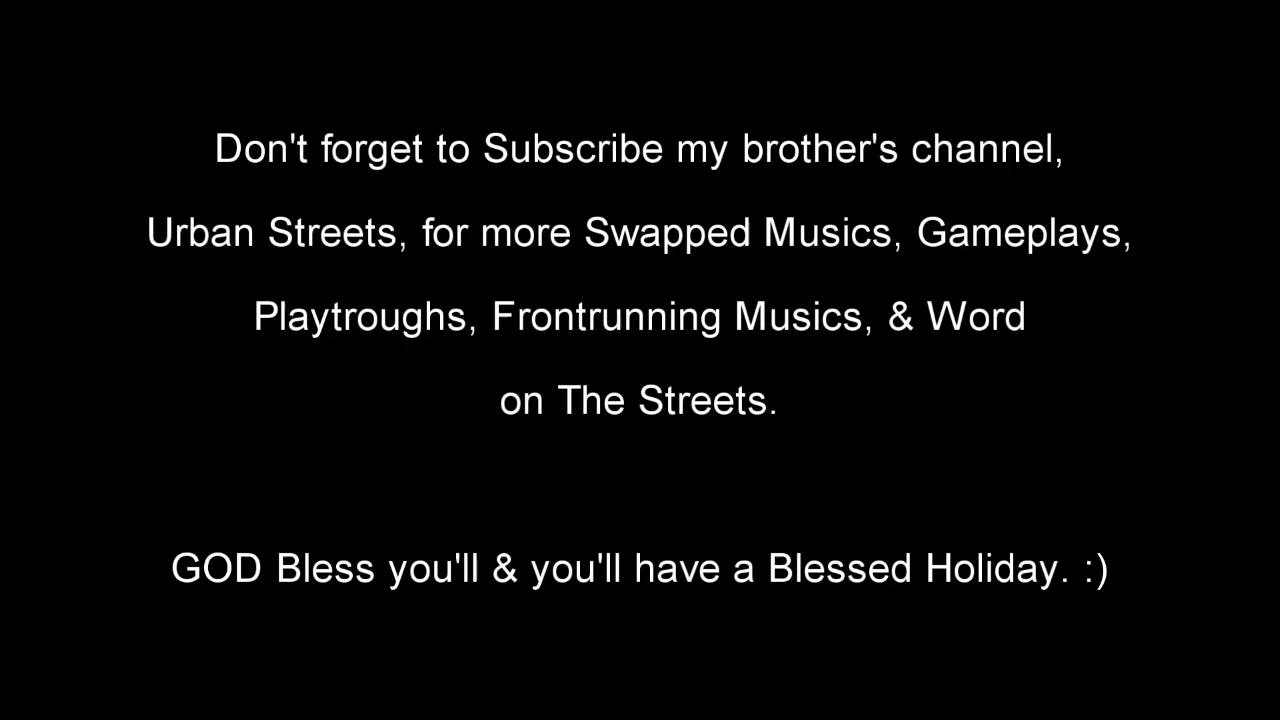 Don't forget to Subscribe my brother's channel,
Urban Streets, for more Swapped Musics, Gameplays,
Playtroughs, Frontrunning Musics, & Word
on The Streets.
GOD Bless you'll & you'll have a Blessed Holiday. :)